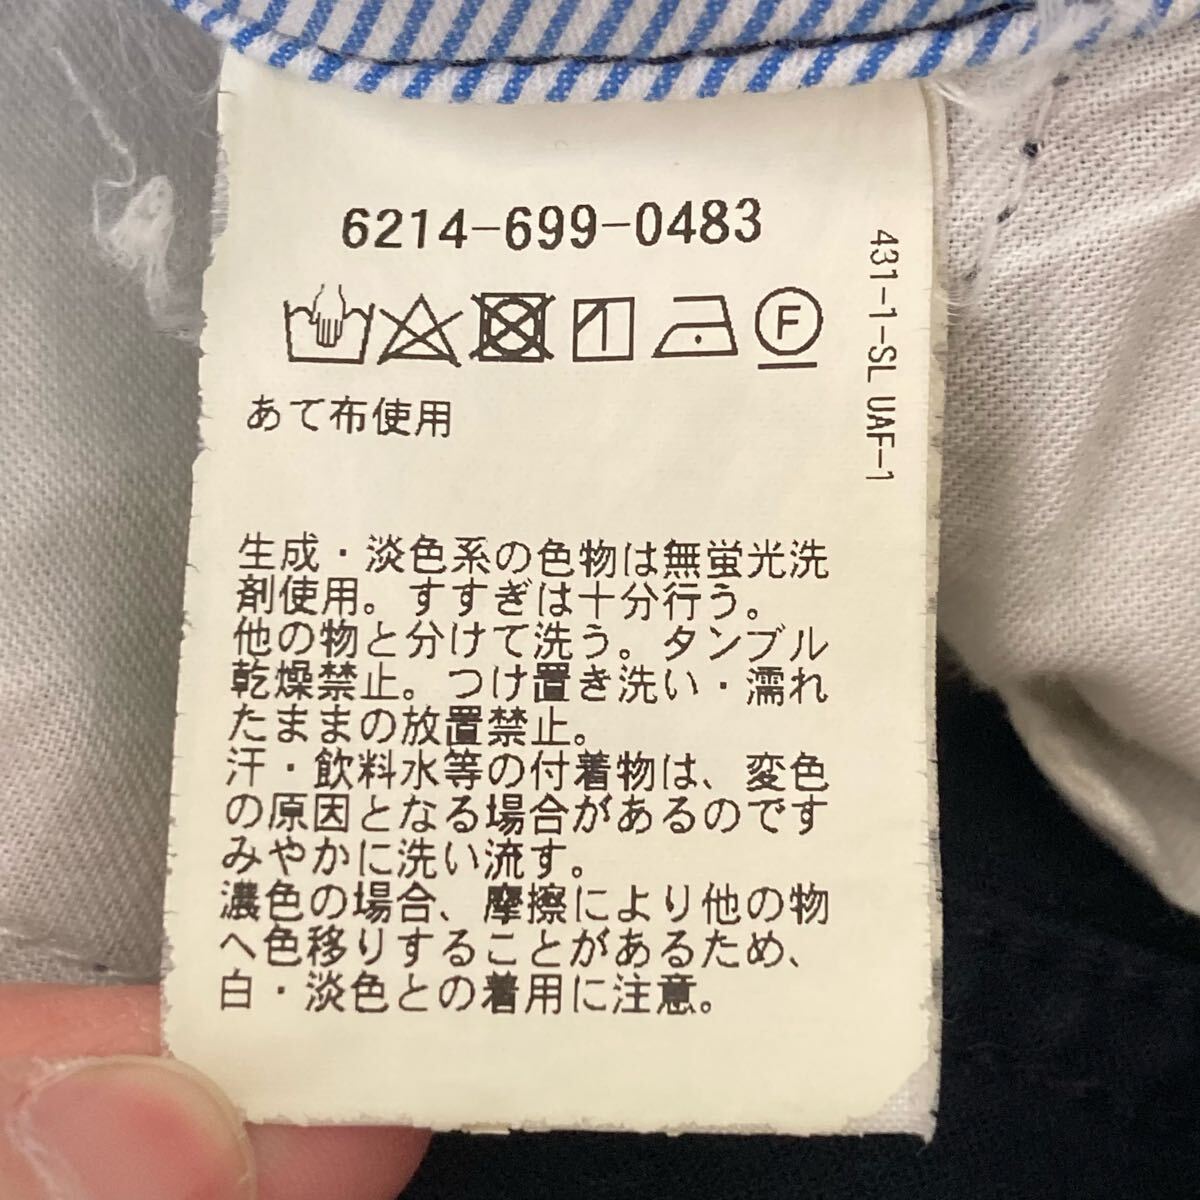 6214-699-0483
F
あて布使用
生成・淡色系の色物は無蛍光洗
剤使用。すすぎは十分行う。
他の物と分けて洗う。タンブル
乾燥禁止。つけ置き洗い・濡れ
たままの放置禁止。
汗・飲料水等の付着物は、変色
の原因となる場合があるのです
みやかに洗い流す。
濃色の場合、摩擦により他の物
へ色移りすることがあるため、
白・淡色との着用に注意。
431-1-SL UAF-1